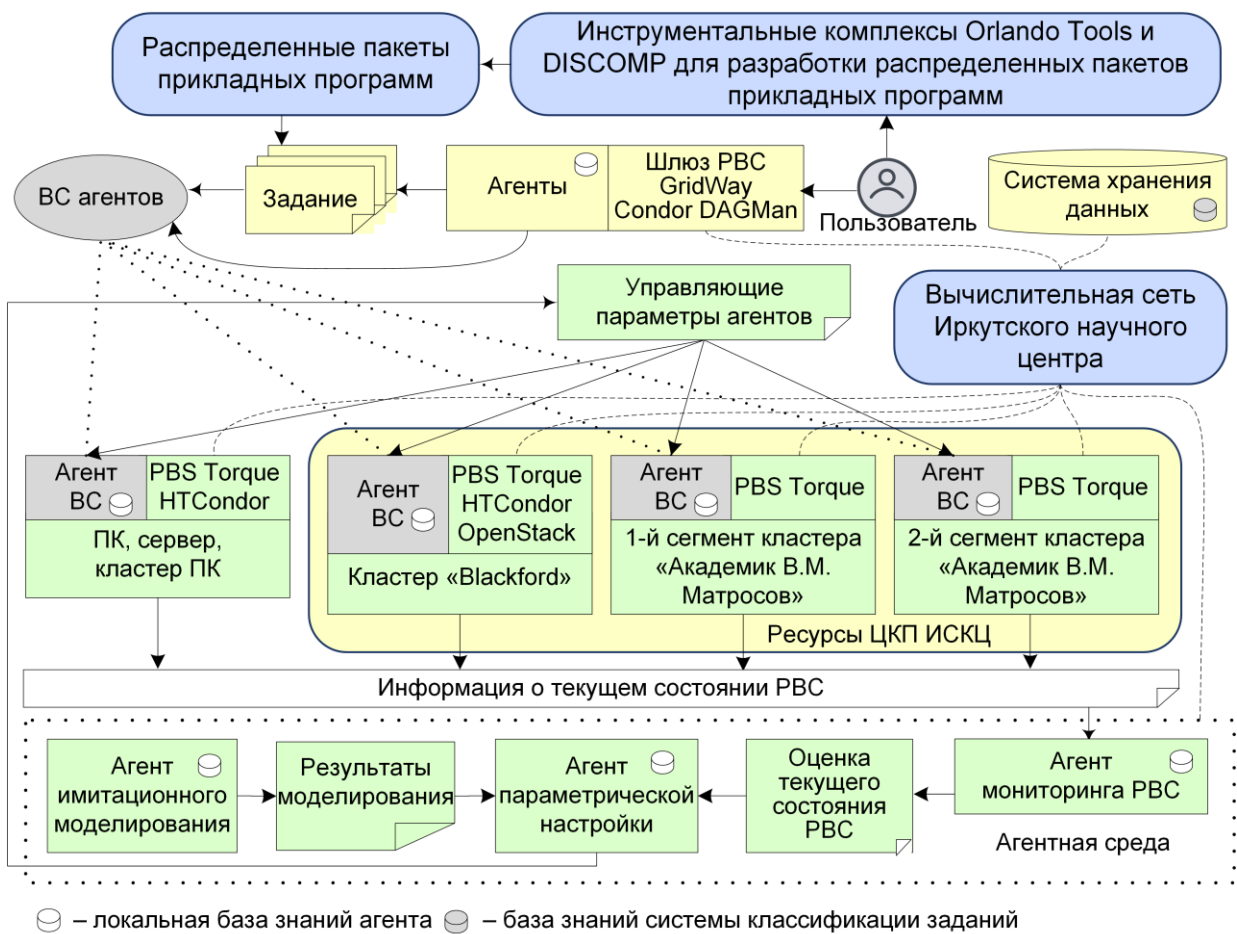 Распределенные пакеты
прикладных программ
Инструментальные комплексы Orlando Tools и
DISCOMP для разработки распределенных пакетов
прикладных программ
ВС агентов
Задание
Агенты
Шлюз РВС
GridWay
Condor DAGMan
Пользователь
Система хранения
данных
Управляющие
параметры агентов
Вычислительная сеть
Иркутского научного
центра
Агент
ВС
PBS Torque
HTCondor
ПК, сервер,
кластер ПК
Агент
ВС
PBS Torque
HTCondor
OpenStack
Кластер «Blackford»
Агент
ВС
PBS Torque
1-й сегмент кластера
«Академик В.М.
Матросов»
Агент
ВС
PBS Torque
2-й сегмент кластера
«Академик В.М.
Матросов»
Ресурсы ЦКП ИСКЦ
Информация о текущем состоянии РВС
Агент
имитационного
моделирования
Результаты
моделирования
Агент
параметрической
настройки
Оценка
текущего
состояния
РВС
Агент
мониторинга РВС
Агентная среда
– локальная база знаний агента
– база знаний системы классификации заданий